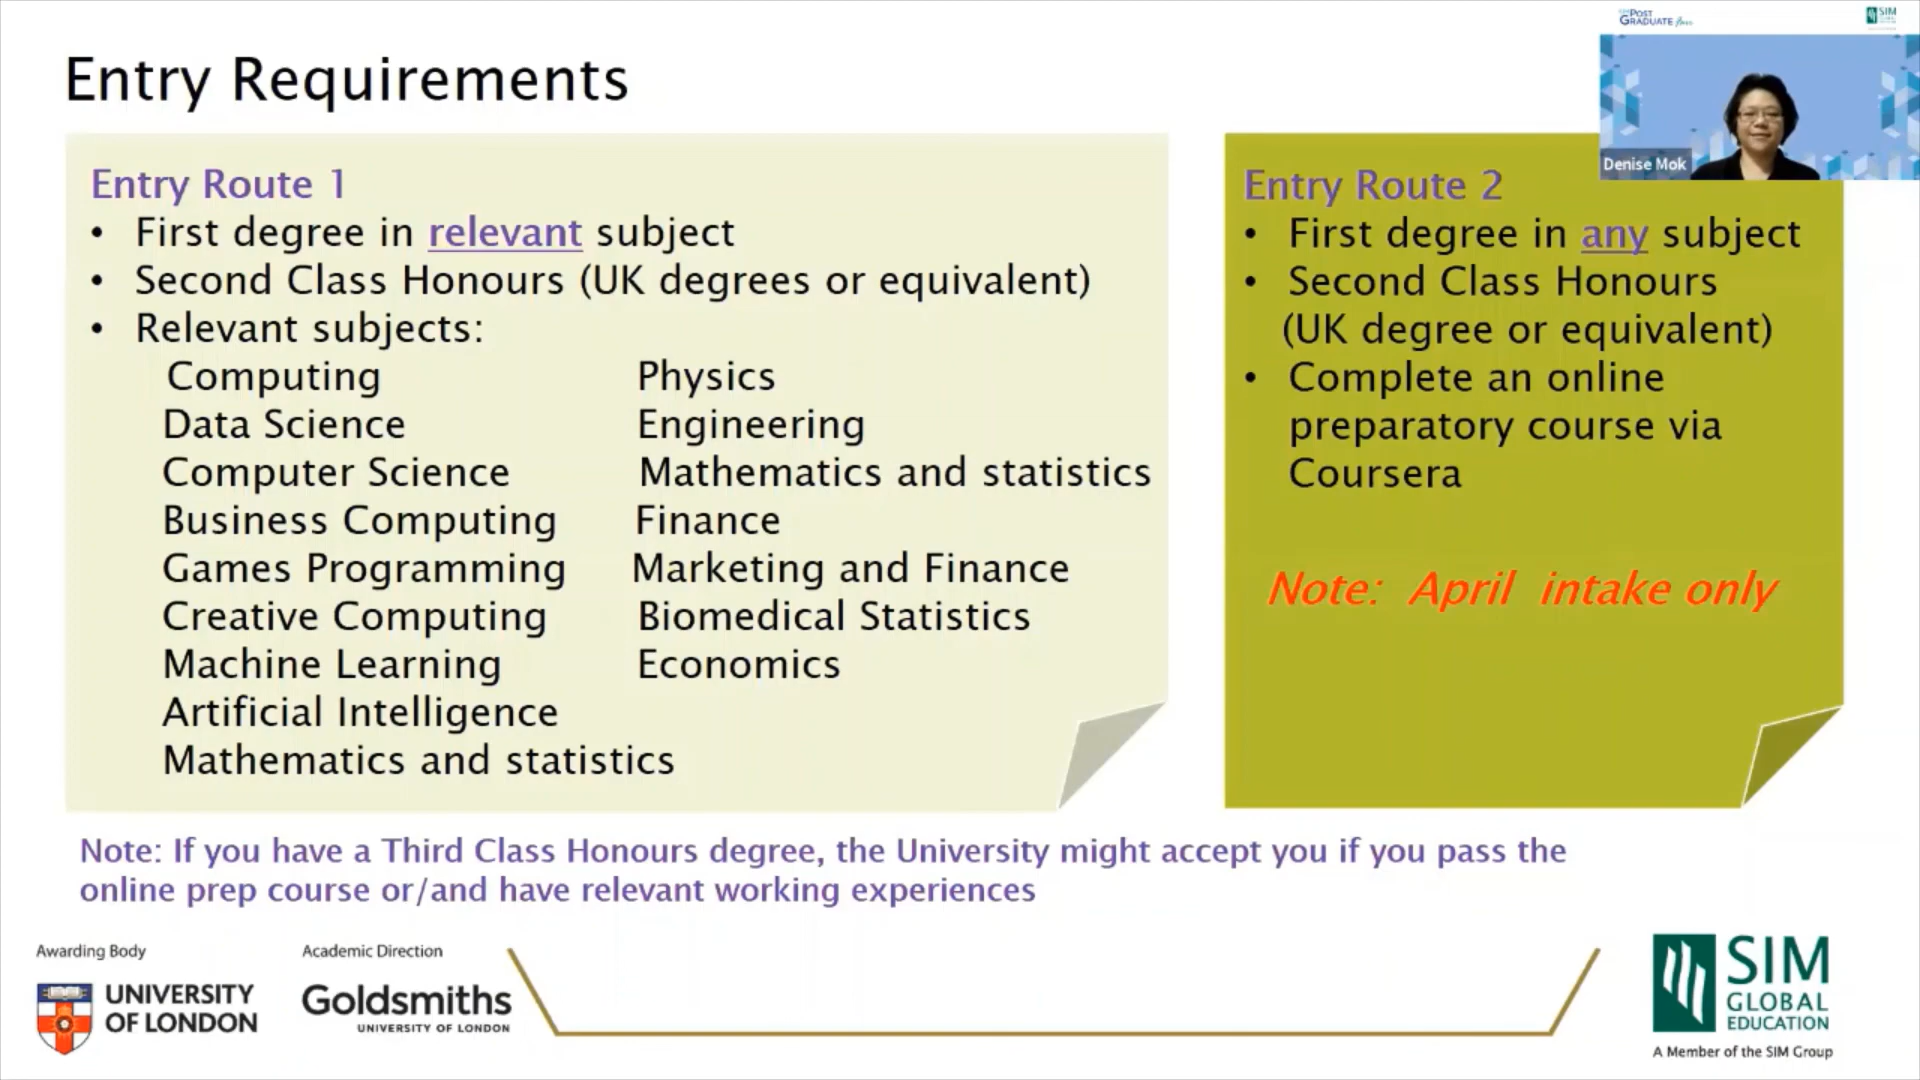 POST
GRADUATE
SIM
Entry Requirements
Denise Mok
Entry Route 1
• First degree in relevant subject
• Second Class Honours (UK degrees or equivalent)
• Relevant subjects:
Computing Physics
Data Science Engineering
Computer Science Mathematics and statistics
Business Computing Finance
Games Programming Marketing and Finance
Creative Computing Biomedical Statistics
Machine Learning Economics
Artificial Intelligence
Mathematics and statistics
Entry Route 2
• First degree in any subject
• Second Class Honours
(UK degree or equivalent)
• Complete an online
preparatory course via
Coursera
Note: April intake only
Note: If you have a Third Class Honours degree, the University might accept you if you pass the
online prep course or/and have relevant working experiences
Awarding Body
UNIVERSITY
OF LONDON
Academic Direction
Goldsmiths
UNIVERSITY OF LONDON
SIM
GLOBAL
EDUCATION
A Member of the SIM Group